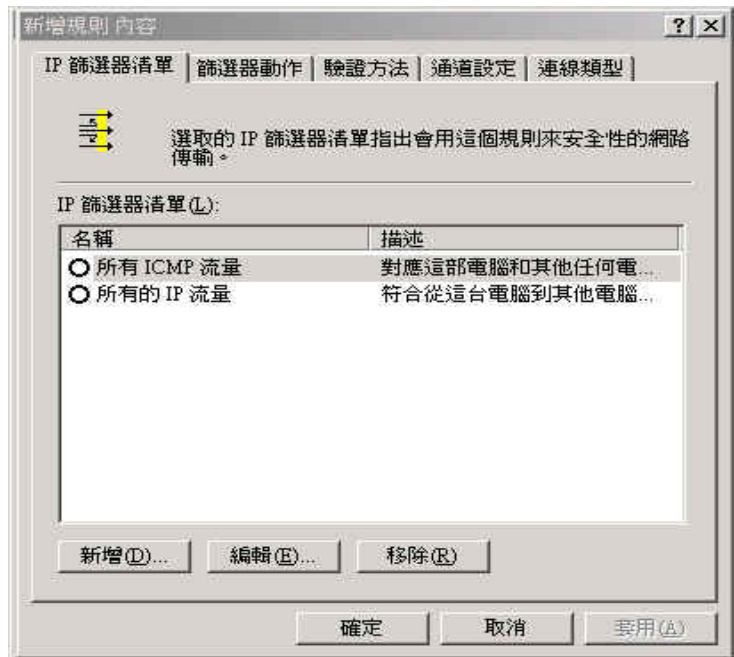 新增規則 內容
IP 篩選器清單 篩選器動作 驗證方法 通道設定 連線類型
選取的 IP 篩選器清單指出會用這個規則來安全性的網路
傳輸。
IP 篩選器清單(L):
名稱 描述
所有 ICMP 流量 對應這部電腦和其他任何電...
所有的 IP 流量 符合從這台電腦到其他電腦...
新增(D)... 編輯(E)... 移除(R)
確定 取消 套用(A)